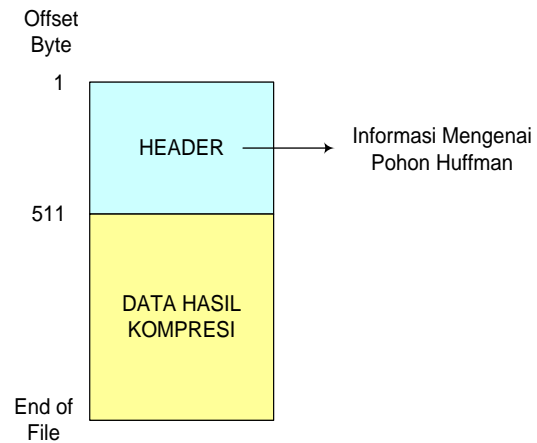 Offset
Byte
1
HEADER
Informasi Mengenai
Pohon Huffman
511
DATA HASIL
KOMPRESI
End of
File